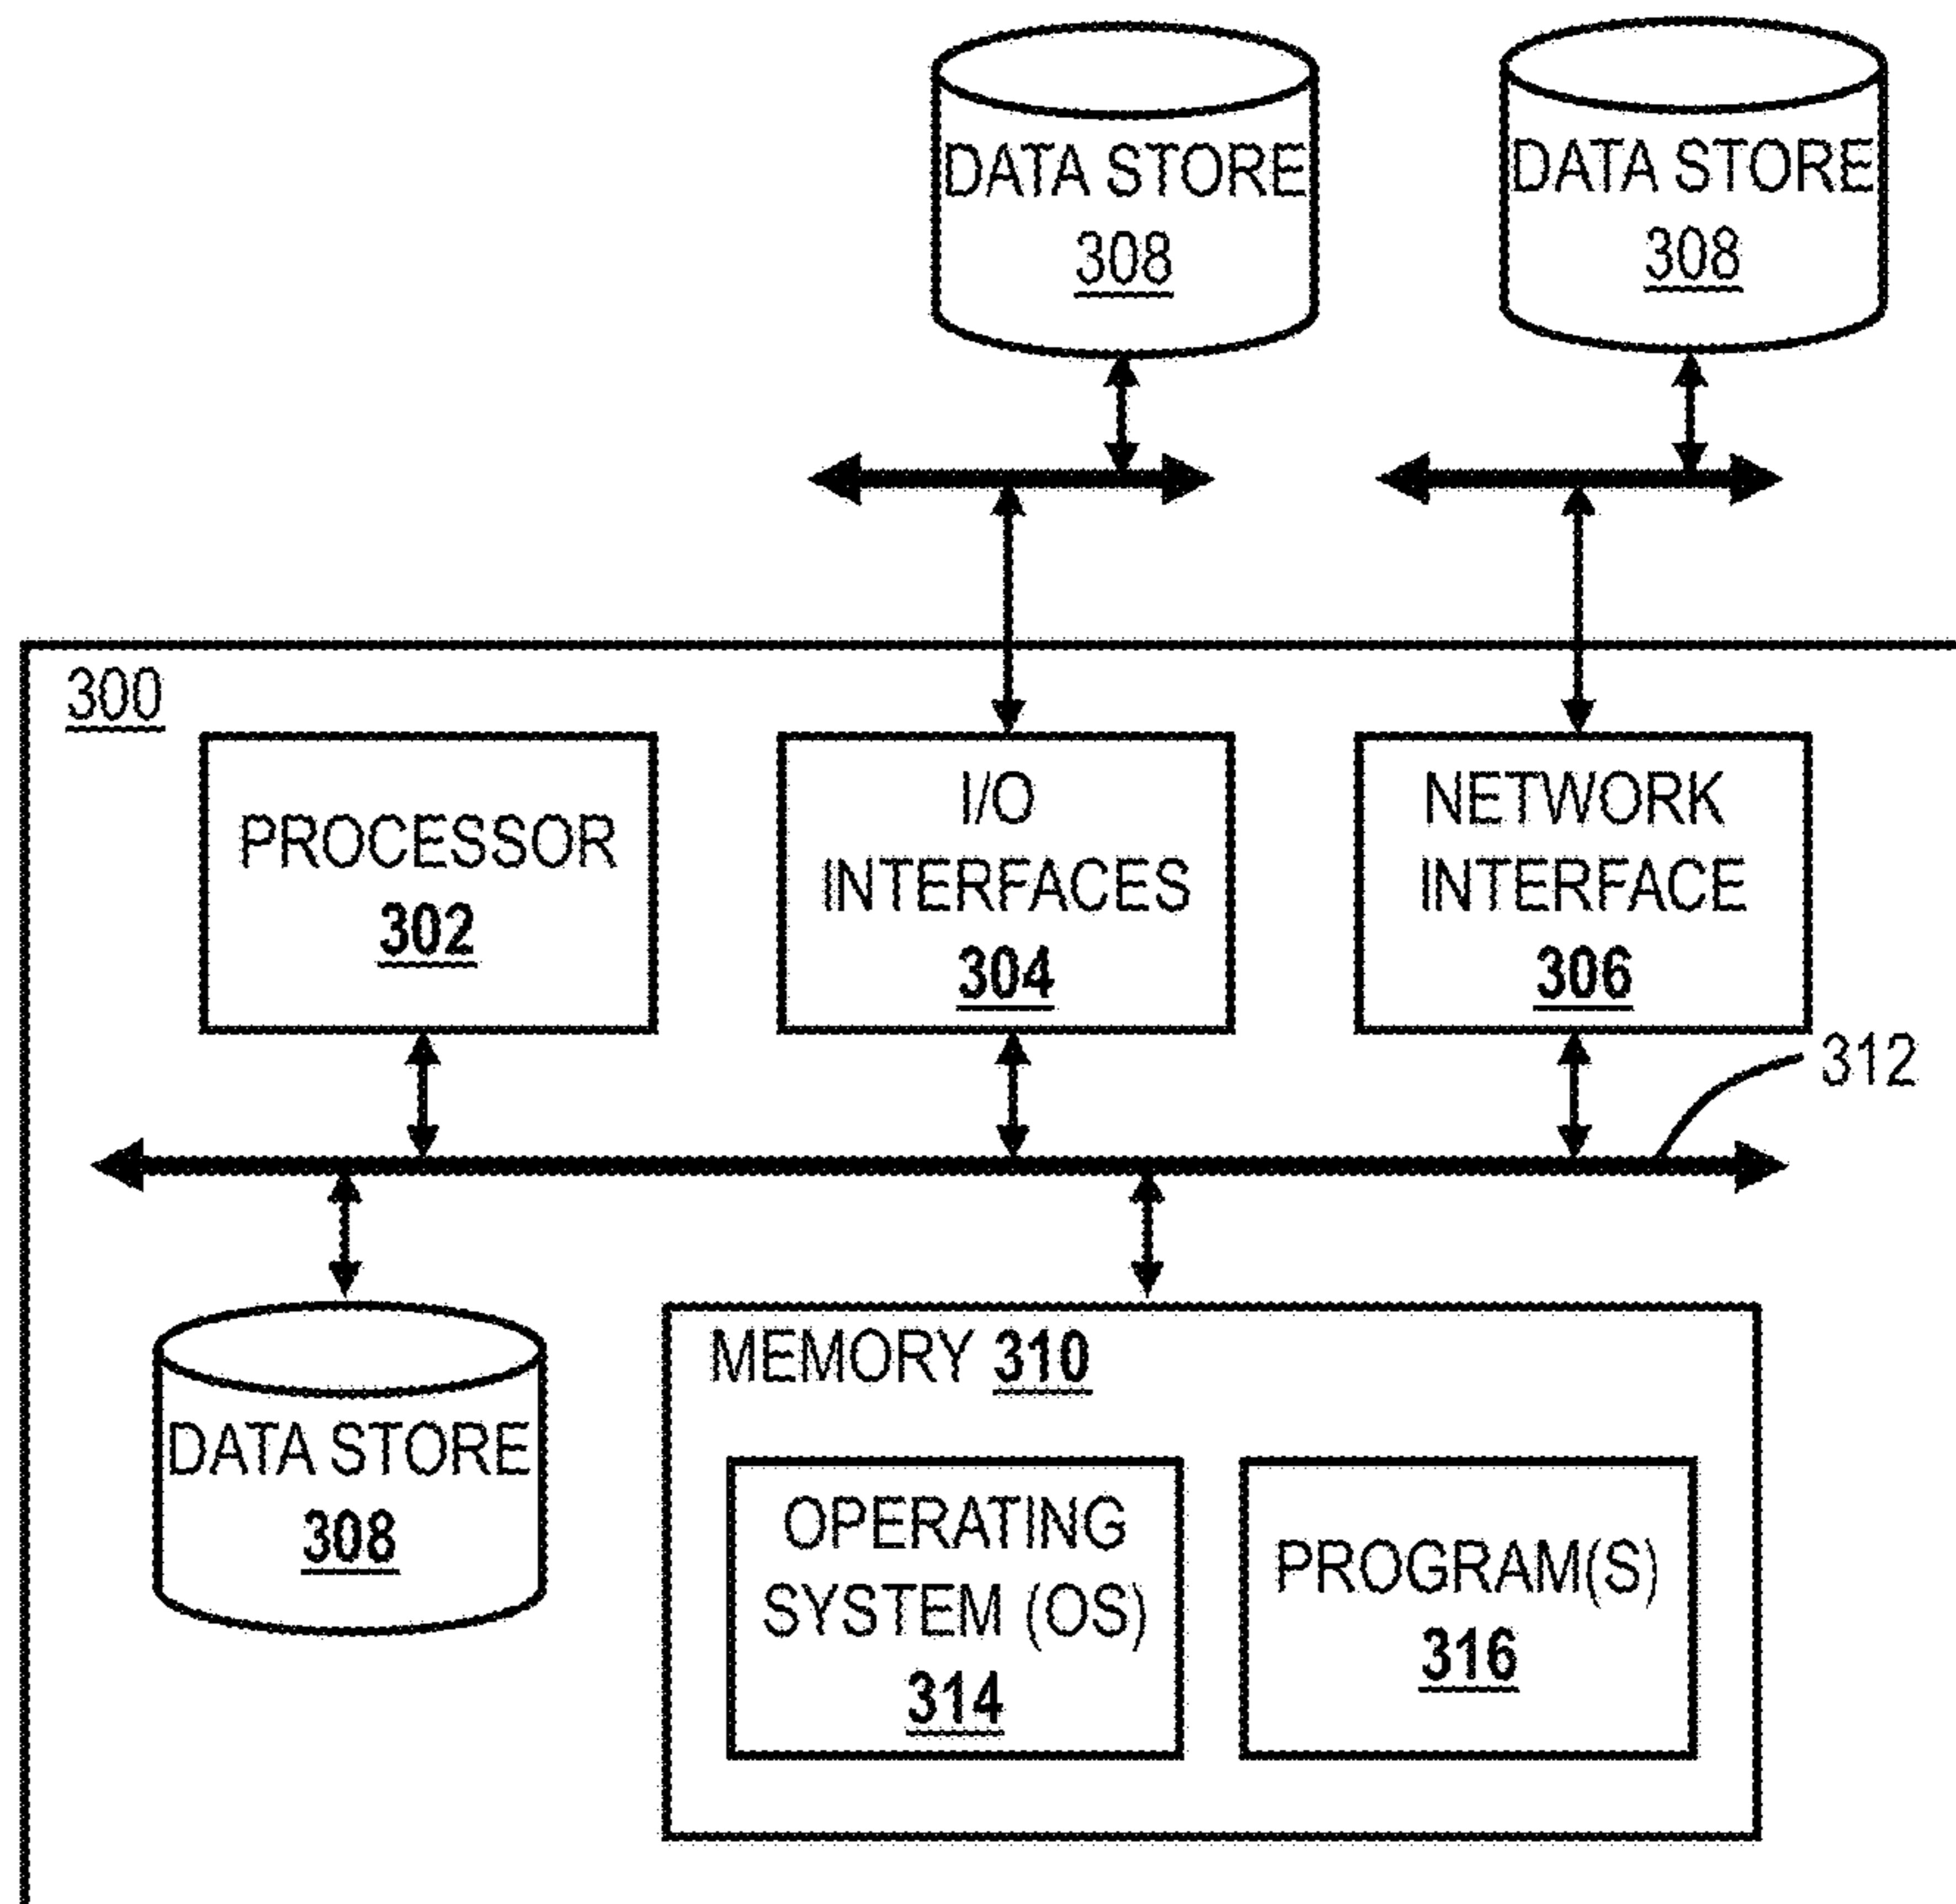 DATA STORE
308
DATA STORE
308
300
PROCESSOR
302
I/O
INTERFACES
304
NETWORK
INTERFACE
306
312
DATA STORE
308
MEMORY 310
OPERATING
SYSTEM (OS)
314
PROGRAM(S)
316